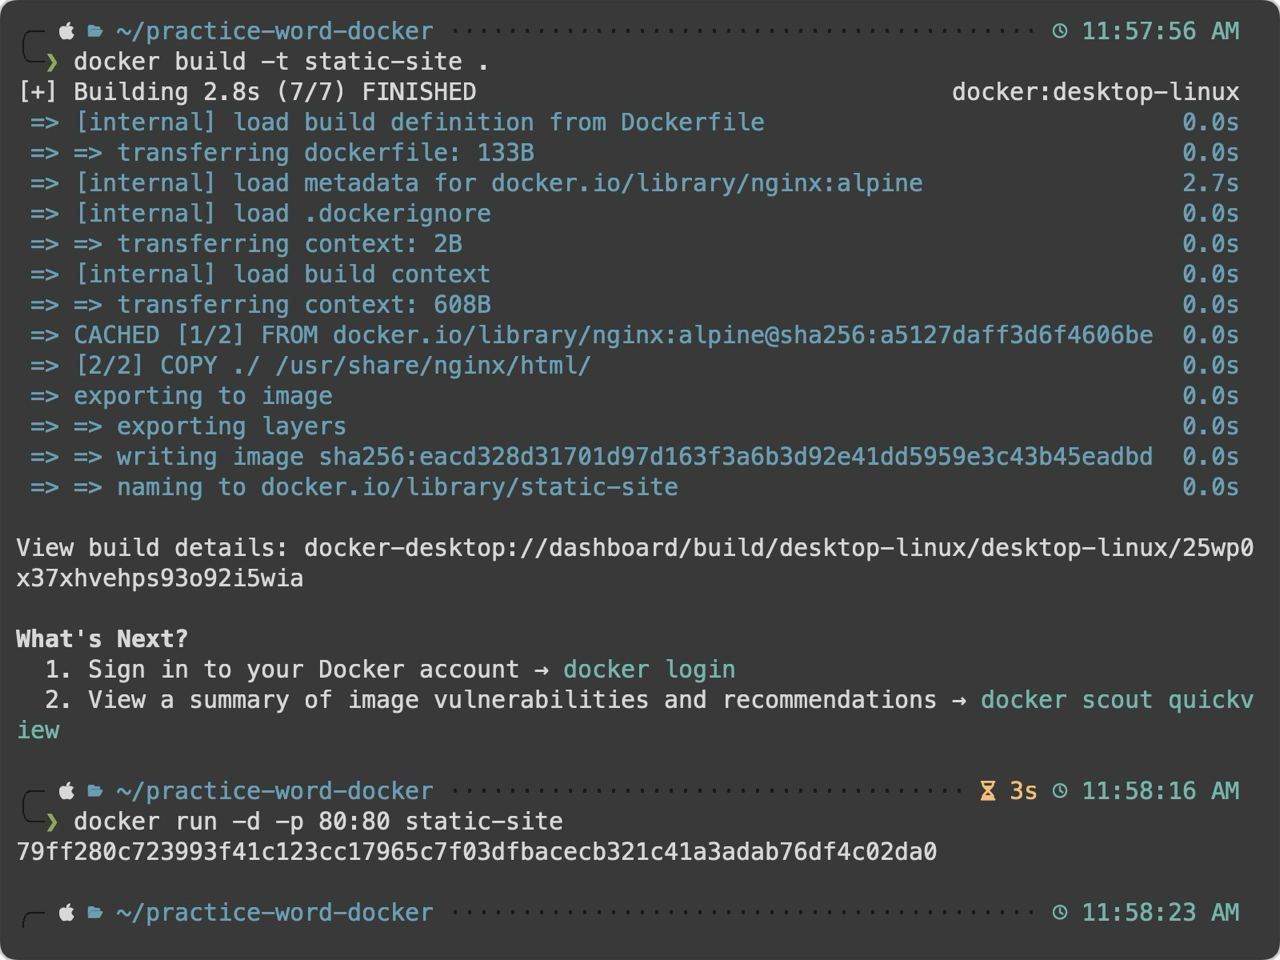 ~/practice-word-docker 11:57:56 AM
❯ docker build -t static-site .
[+] Building 2.8s (7/7) FINISHED docker:desktop-linux
=> [internal] load build definition from Dockerfile 0.0s
=> => transferring dockerfile: 133B 0.0s
=> [internal] load metadata for docker.io/library/nginx:alpine 2.7s
=> [internal] load .dockerignore 0.0s
=> => transferring context: 2B 0.0s
=> [internal] load build context 0.0s
=> => transferring context: 608B 0.0s
=> CACHED [1/2] FROM docker.io/library/nginx:alpine@sha256:a5127daff3d6f4606be 0.0s
=> [2/2] COPY ./ /usr/share/nginx/html/ 0.0s
=> exporting to image 0.0s
=> => exporting layers 0.0s
=> => writing image sha256:eacd328d31701d97d163f3a6b3d92e41dd5959e3c43b45eadbd 0.0s
=> => naming to docker.io/library/static-site 0.0s
View build details: docker-desktop://dashboard/build/desktop-linux/desktop-linux/25wp0
x37xhvehps93o92i5wia
What's Next?
1. Sign in to your Docker account → docker login
2. View a summary of image vulnerabilities and recommendations → docker scout quickv
iew
~/practice-word-docker 3s 11:58:16 AM
❯ docker run -d -p 80:80 static-site
79ff280c723993f41c123cc17965c7f03dfbacecb321c41a3adab76df4c02da0
~/practice-word-docker 11:58:23 AM